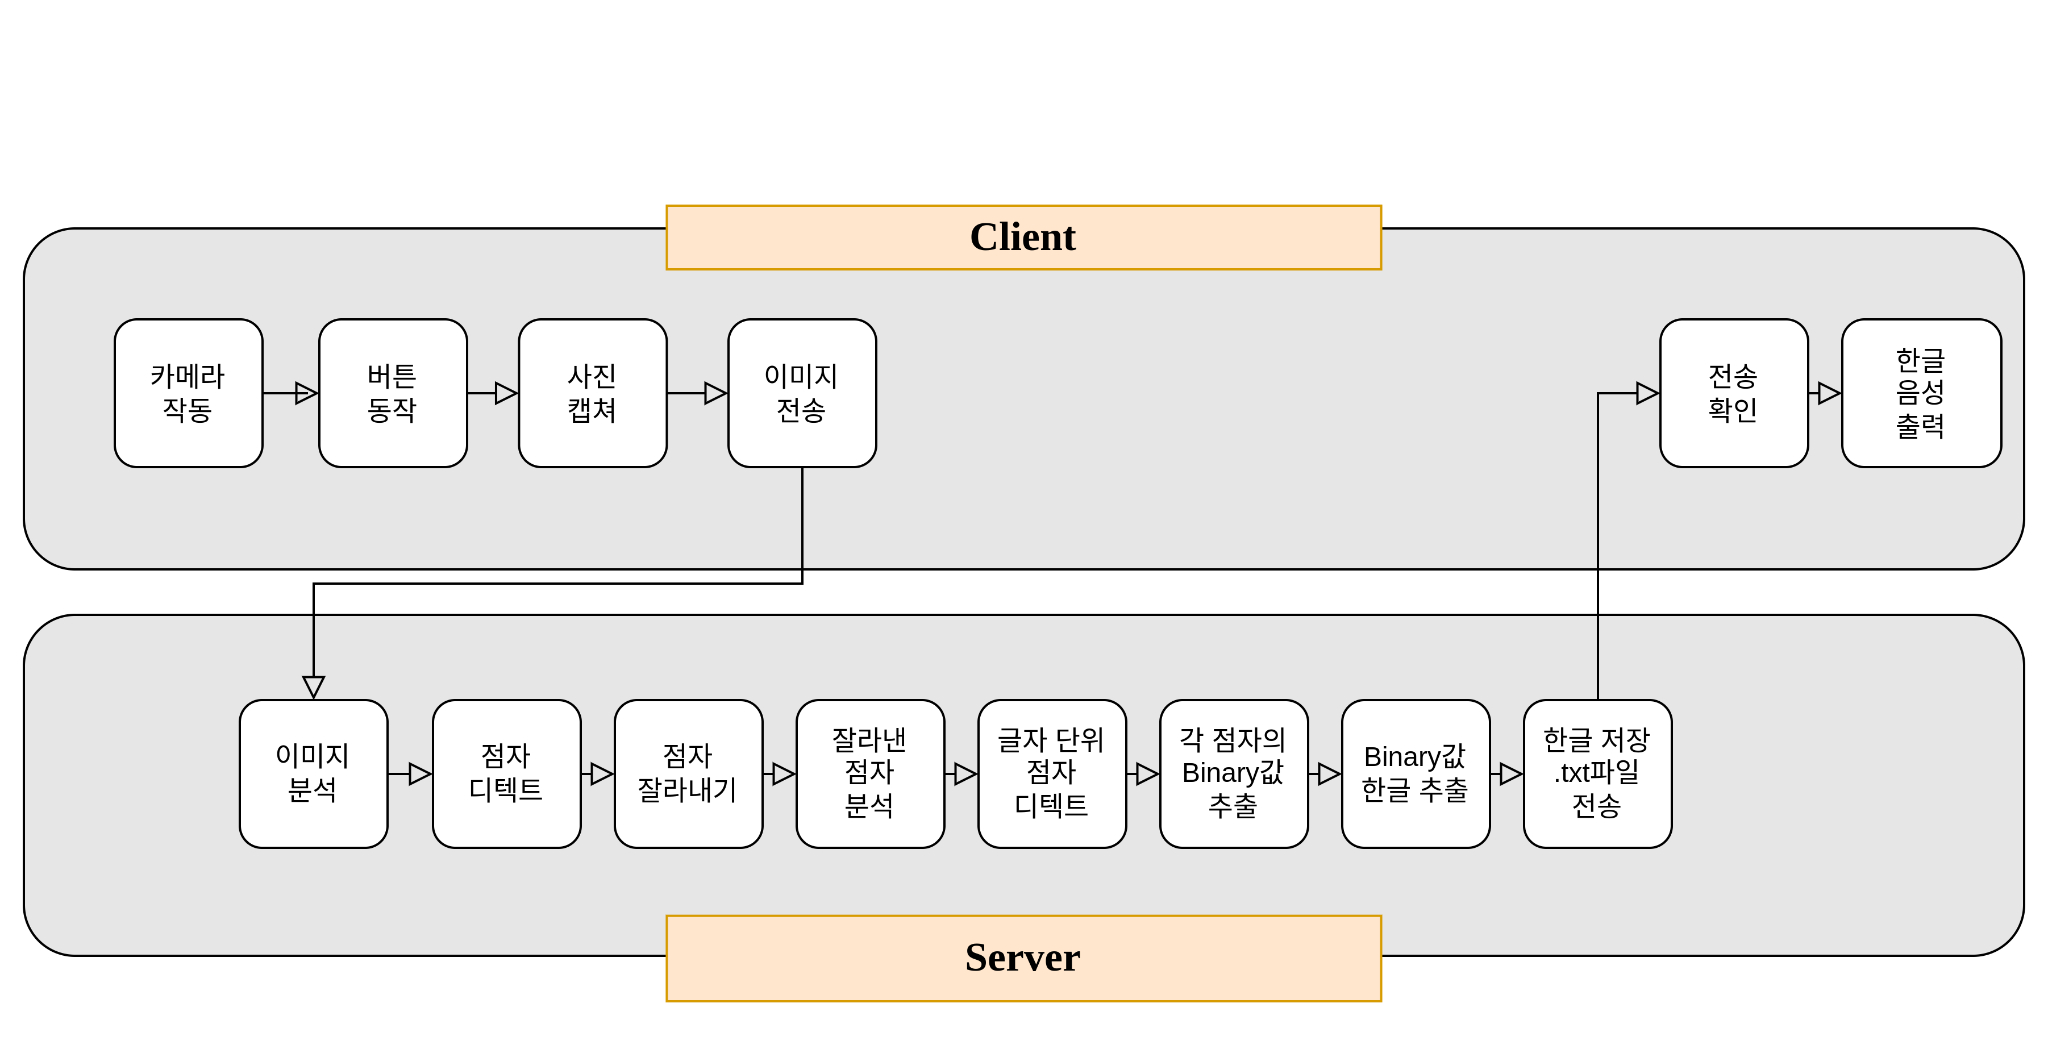 Client
카메라
작동
버튼
동작
사진
캡쳐
이미지
전송
전송
확인
한글
음성
출력
이미지
분석
점자
디텍트
점자
잘라내기
잘라낸
점자
분석
글자 단위
점자
디텍트
각 점자의
Binary값
추출
Binary값
한글 추출
한글 저장
.txt파일
전송
Server